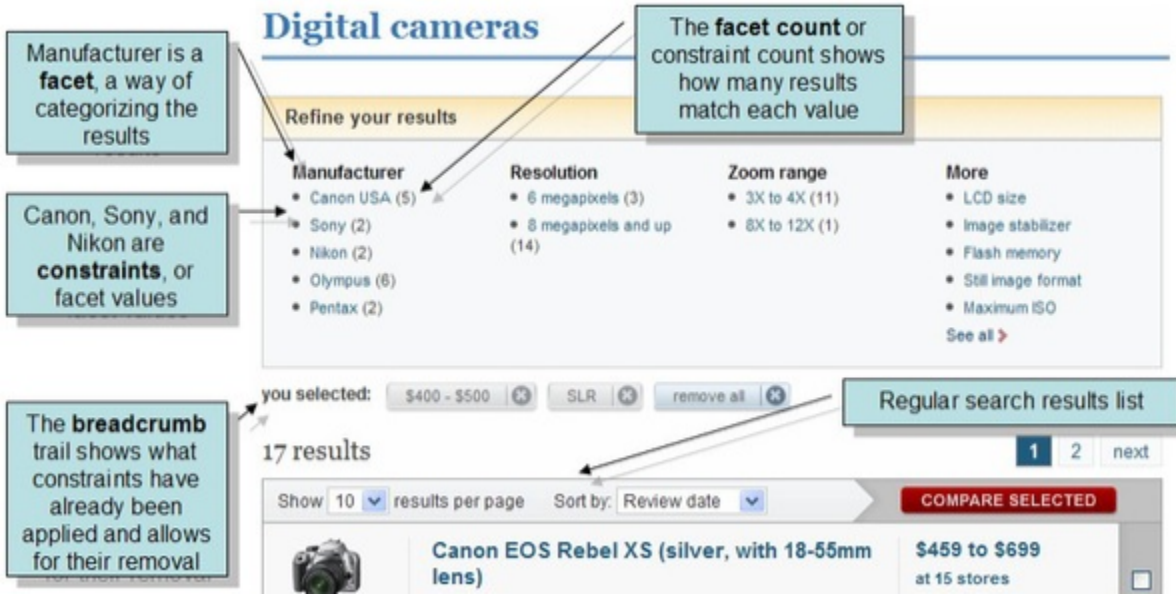 Digital cameras
Manufacturer is a
facet, a way of
categorizing the
results
The facet count or
constraint count shows
how many results
match each value
Refine your results
Canon, Sony, and
Nikon are
constraints, or
facet values
Manufacturer
Canon USA (5)
Sony (2)
Nikon (2)
Olympus (6)
Pentax (2)
Resolution
6 megapixels (3)
8 megapixels and up
(14)
Zoom range
3X to 4X (11)
8X to 12X (1)
More
LCD size
Image stabilizer
Flash memory
Still image format
Maximum ISO
See all
The breadcrumb
trail shows what
constraints have
already been
applied and allows
for their removal
you selected: $400 - $500 SLR remove all
Regular search results list
17 results
1 2 next
Show 10 results per page Sort by: Review date COMPARE SELECTED
Canon EOS Rebel XS (silver, with 18-55mm
lens)
$459 to $699
at 15 stores